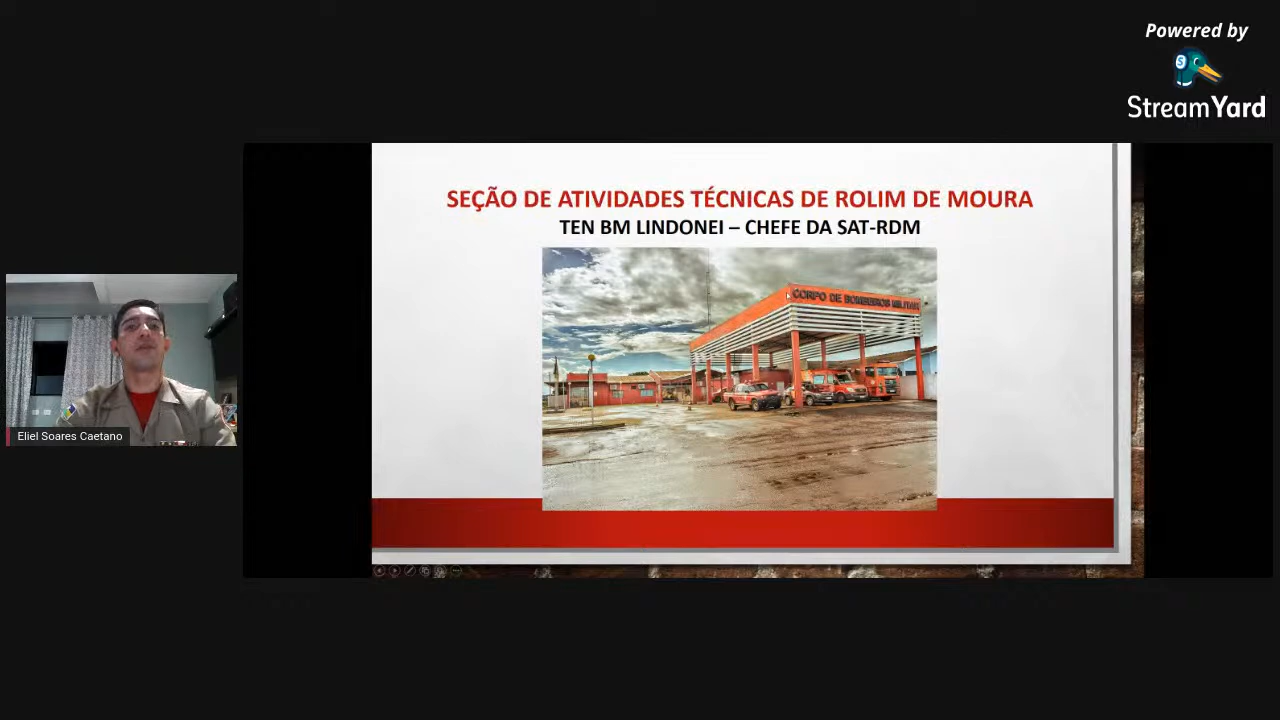 Powered by
StreamYard
SEÇÃO DE ATIVIDADES TÉCNICAS DE ROLIM DE MOURA
TEN BM LINDONEI – CHEFE DA SAT-RDM
CORPO DE BOMBEIROS MILITAR
Eliel Soares Caetano